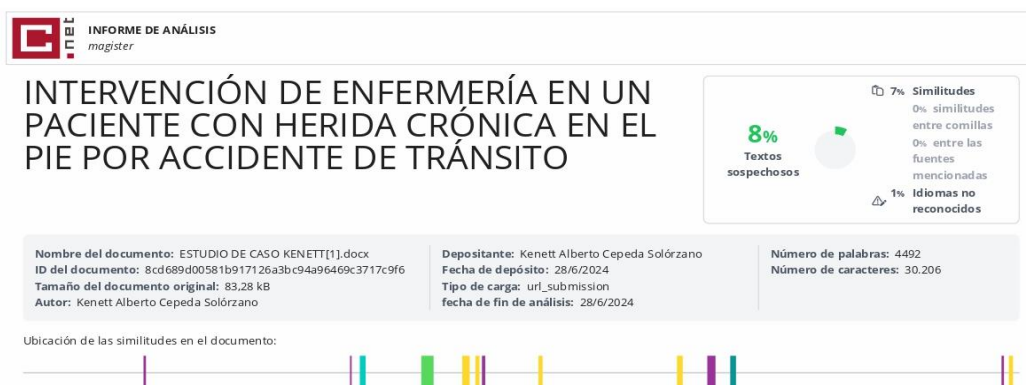 C.net
INFORME DE ANÁLISIS
magister
INTERVENCIÓN DE ENFERMERÍA EN UN
PACIENTE CON HERIDA CRÓNICA EN EL
PIE POR ACCIDENTE DE TRÁNSITO
8%
Textos
sospechosos
7% Similitudes
0% similitudes
entre comillas
0% entre las
fuentes
mencionadas
1% Idiomas no
reconocidos
Nombre del documento: ESTUDIO DE CASO KENETT[1].docx
ID del documento: 8cd689d00581b917126a3bc94a96469c3717c9f6
Tamaño del documento original: 83,28 kB
Autor: Kenett Alberto Cepeda Solórzano
Depositante: Kenett Alberto Cepeda Solórzano
Fecha de depósito: 28/6/2024
Tipo de carga: url_submission
fecha de fin de análisis: 28/6/2024
Número de palabras: 4492
Número de caracteres: 30.206
Ubicación de las similitudes en el documento: